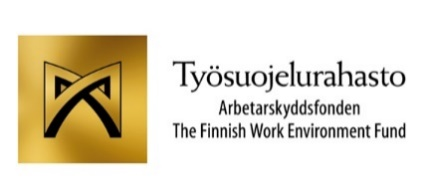 Työsuojelurahasto
Arbetarskyddsfonden
The Finnish Work Environment Fund